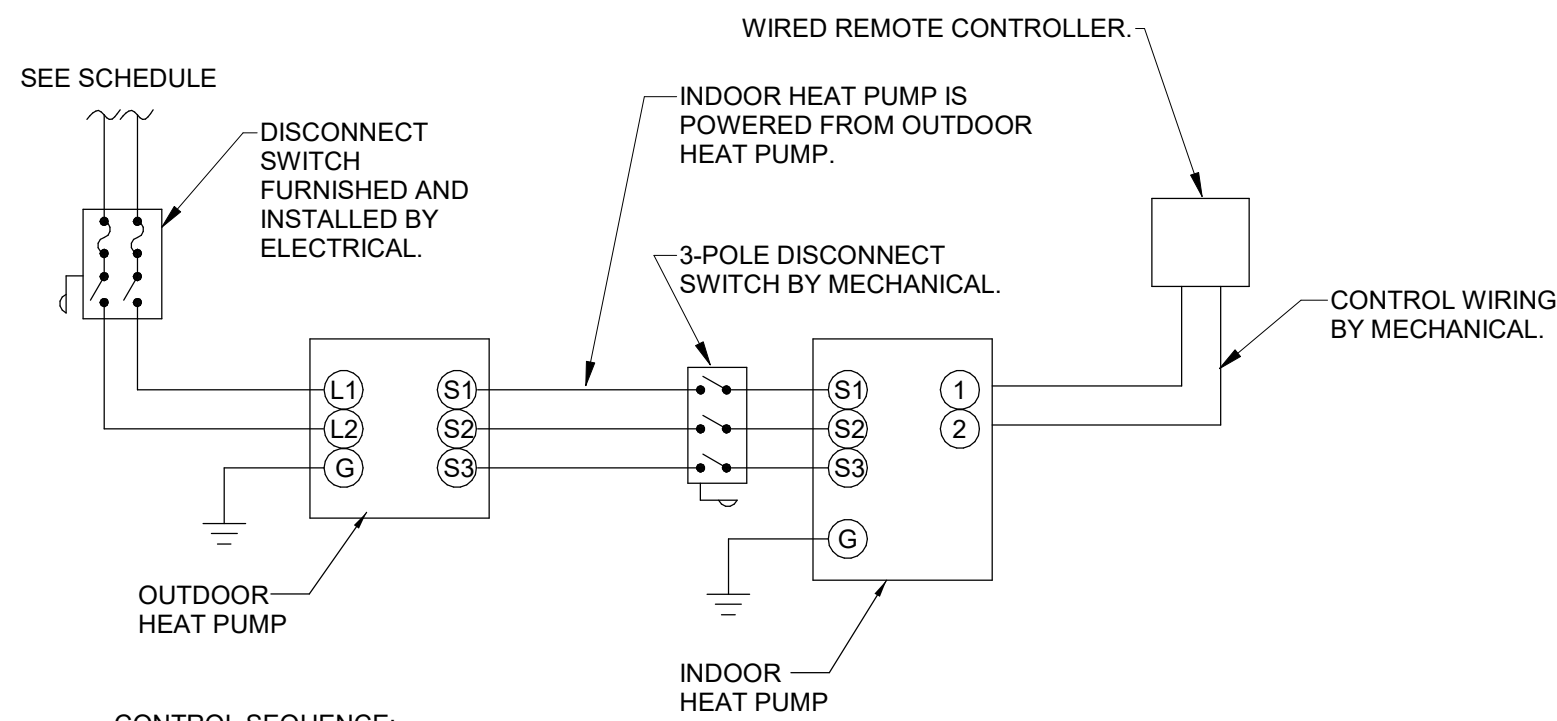 WIRED REMOTE CONTROLLER.
SEE SCHEDULE
DISCONNECT
SWITCH
FURNISHED AND
INSTALLED BY
ELECTRICAL.
INDOOR HEAT PUMP IS
POWERED FROM OUTDOOR
HEAT PUMP.
3-POLE DISCONNECT
SWITCH BY MECHANICAL.
CONTROL WIRING
BY MECHANICAL.
L1
L2
G
S1
S2
S3
S1
S2
S3
G
1
2
OUTDOOR
HEAT PUMP
INDOOR
HEAT PUMP
CONTROL SEQUENCE: